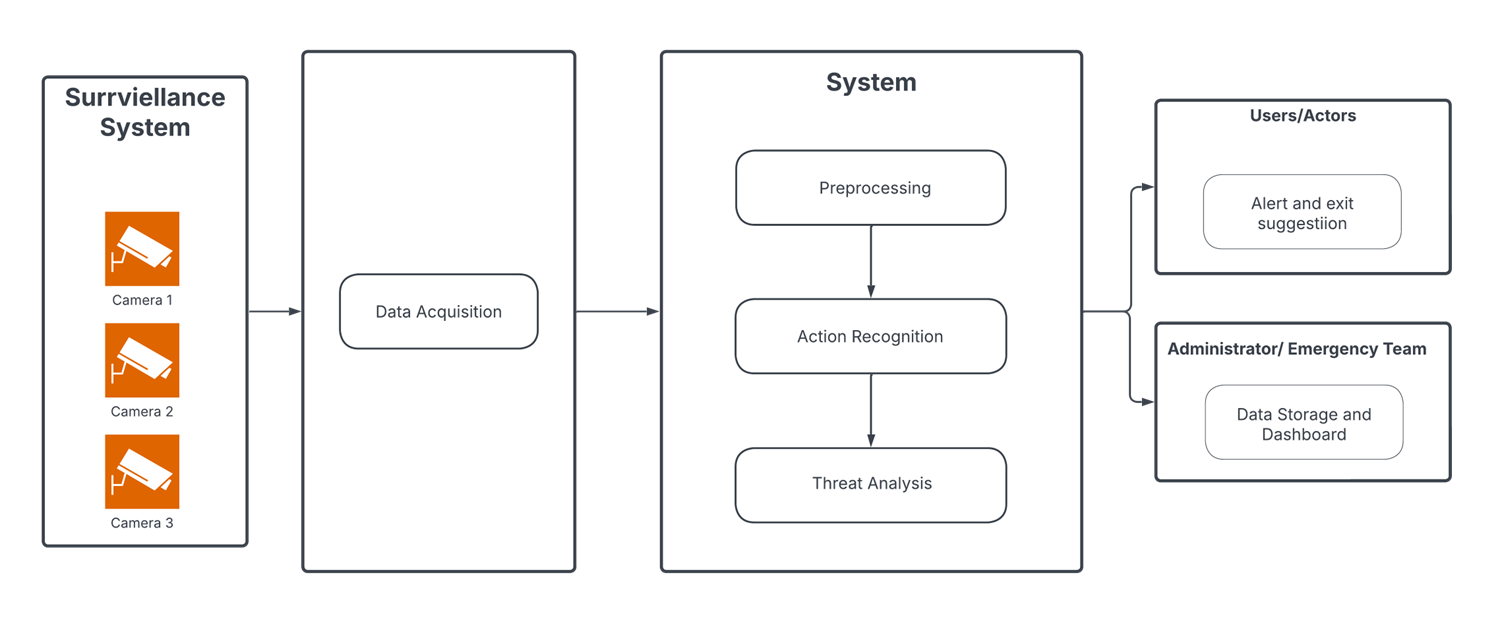 Surrviellance
System
Camera 1
Camera 2
Camera 3
Data Acquisition
System
Preprocessing
Action Recognition
Threat Analysis
Users/Actors
Alert and exit
suggestiion
Administrator/ Emergency Team
Data Storage and
Dashboard